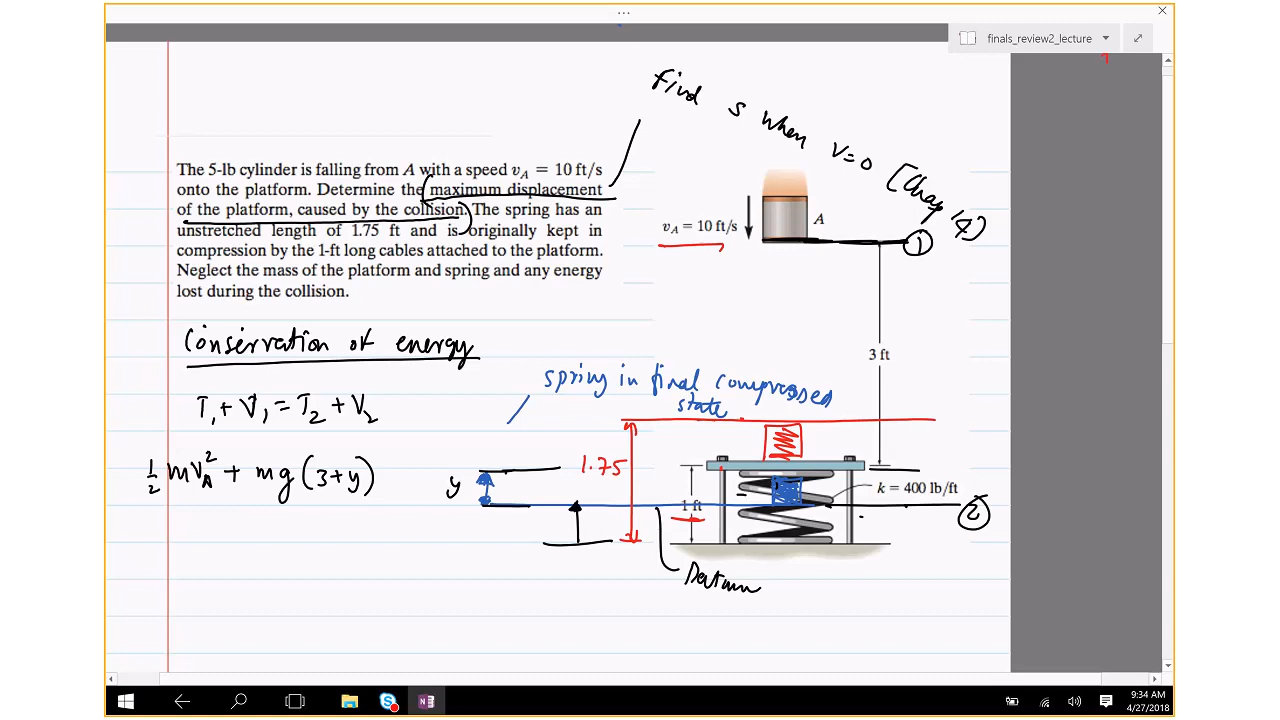 finals_review2_lecture
Find s when v=0 [Chap 14]
The 5-lb cylinder is falling from A with a speed v_A = 10 ft/s
onto the platform. Determine the maximum displacement
of the platform, caused by the collision. The spring has an
unstretched length of 1.75 ft and is originally kept in
compression by the 1-ft long cables attached to the platform.
Neglect the mass of the platform and spring and any energy
lost during the collision.
v_A = 10 ft/s
A
1
3 ft
Conservation of energy
T₁ + V₁ = T₂ + V₂
½ mv_A² + mg (3+y)
spring in final compressed
state
1.75
y
1 ft
k = 400 lb/ft
2
Datum
9:34 AM
4/27/2018